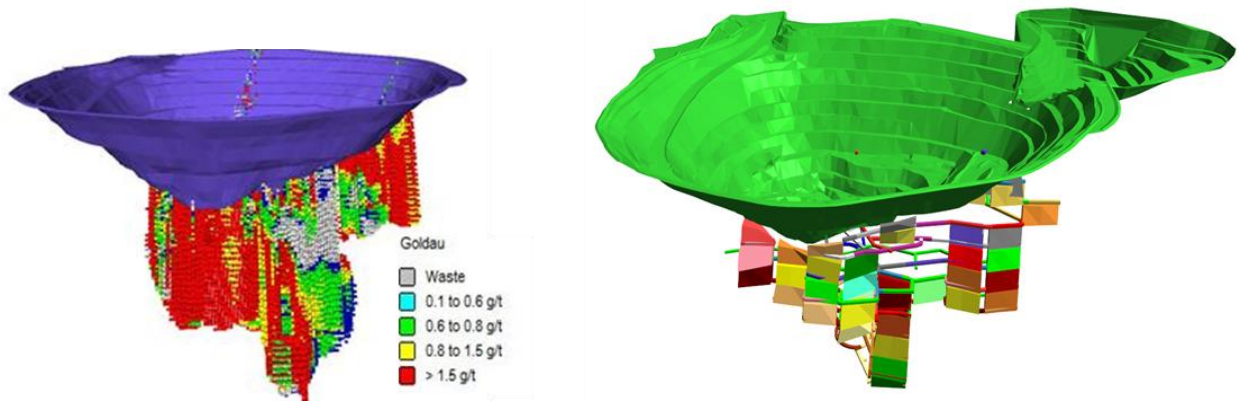 Goldau
Waste
0.1 to 0.6 g/t
0.6 to 0.8 g/t
0.8 to 1.5 g/t
> 1.5 g/t